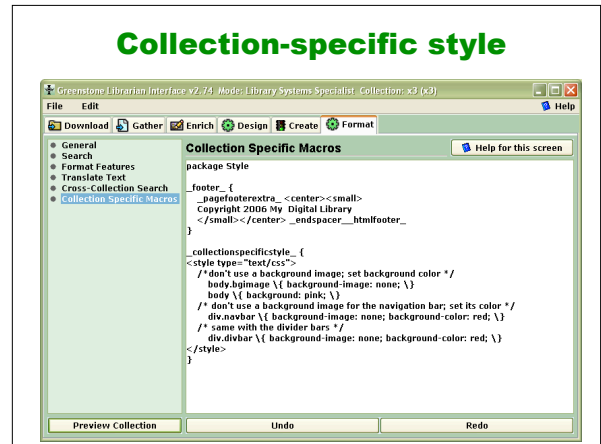 Collection-specific style
Greenstone Librarian Interface v2.74 Mode: Library Systems Specialist Collection: x3 (x3)
File Edit Help
Download Gather Enrich Design Create Format
General
Search
Format Features
Translate Text
Cross-Collection Search
Collection Specific Macros
Collection Specific Macros Help for this screen
package Style
_footer_ {
_pagefooterextra_ <center><small>
Copyright 2006 My Digital Library
</small></center> _endspacer__htmlfooter_
}
_collectionspecificstyle_ {
<style type="text/css">
/*don't use a background image; set background color */
body.bgimage \{ background-image: none; \}
body \{ background: pink; \}
/* don't use a background image for the navigation bar; set its color */
div.navbar \{ background-image: none; background-color: red; \}
/* same with the divider bars */
div.divbar \{ background-image: none; background-color: red; \}
</style>
}
Preview Collection Undo Redo